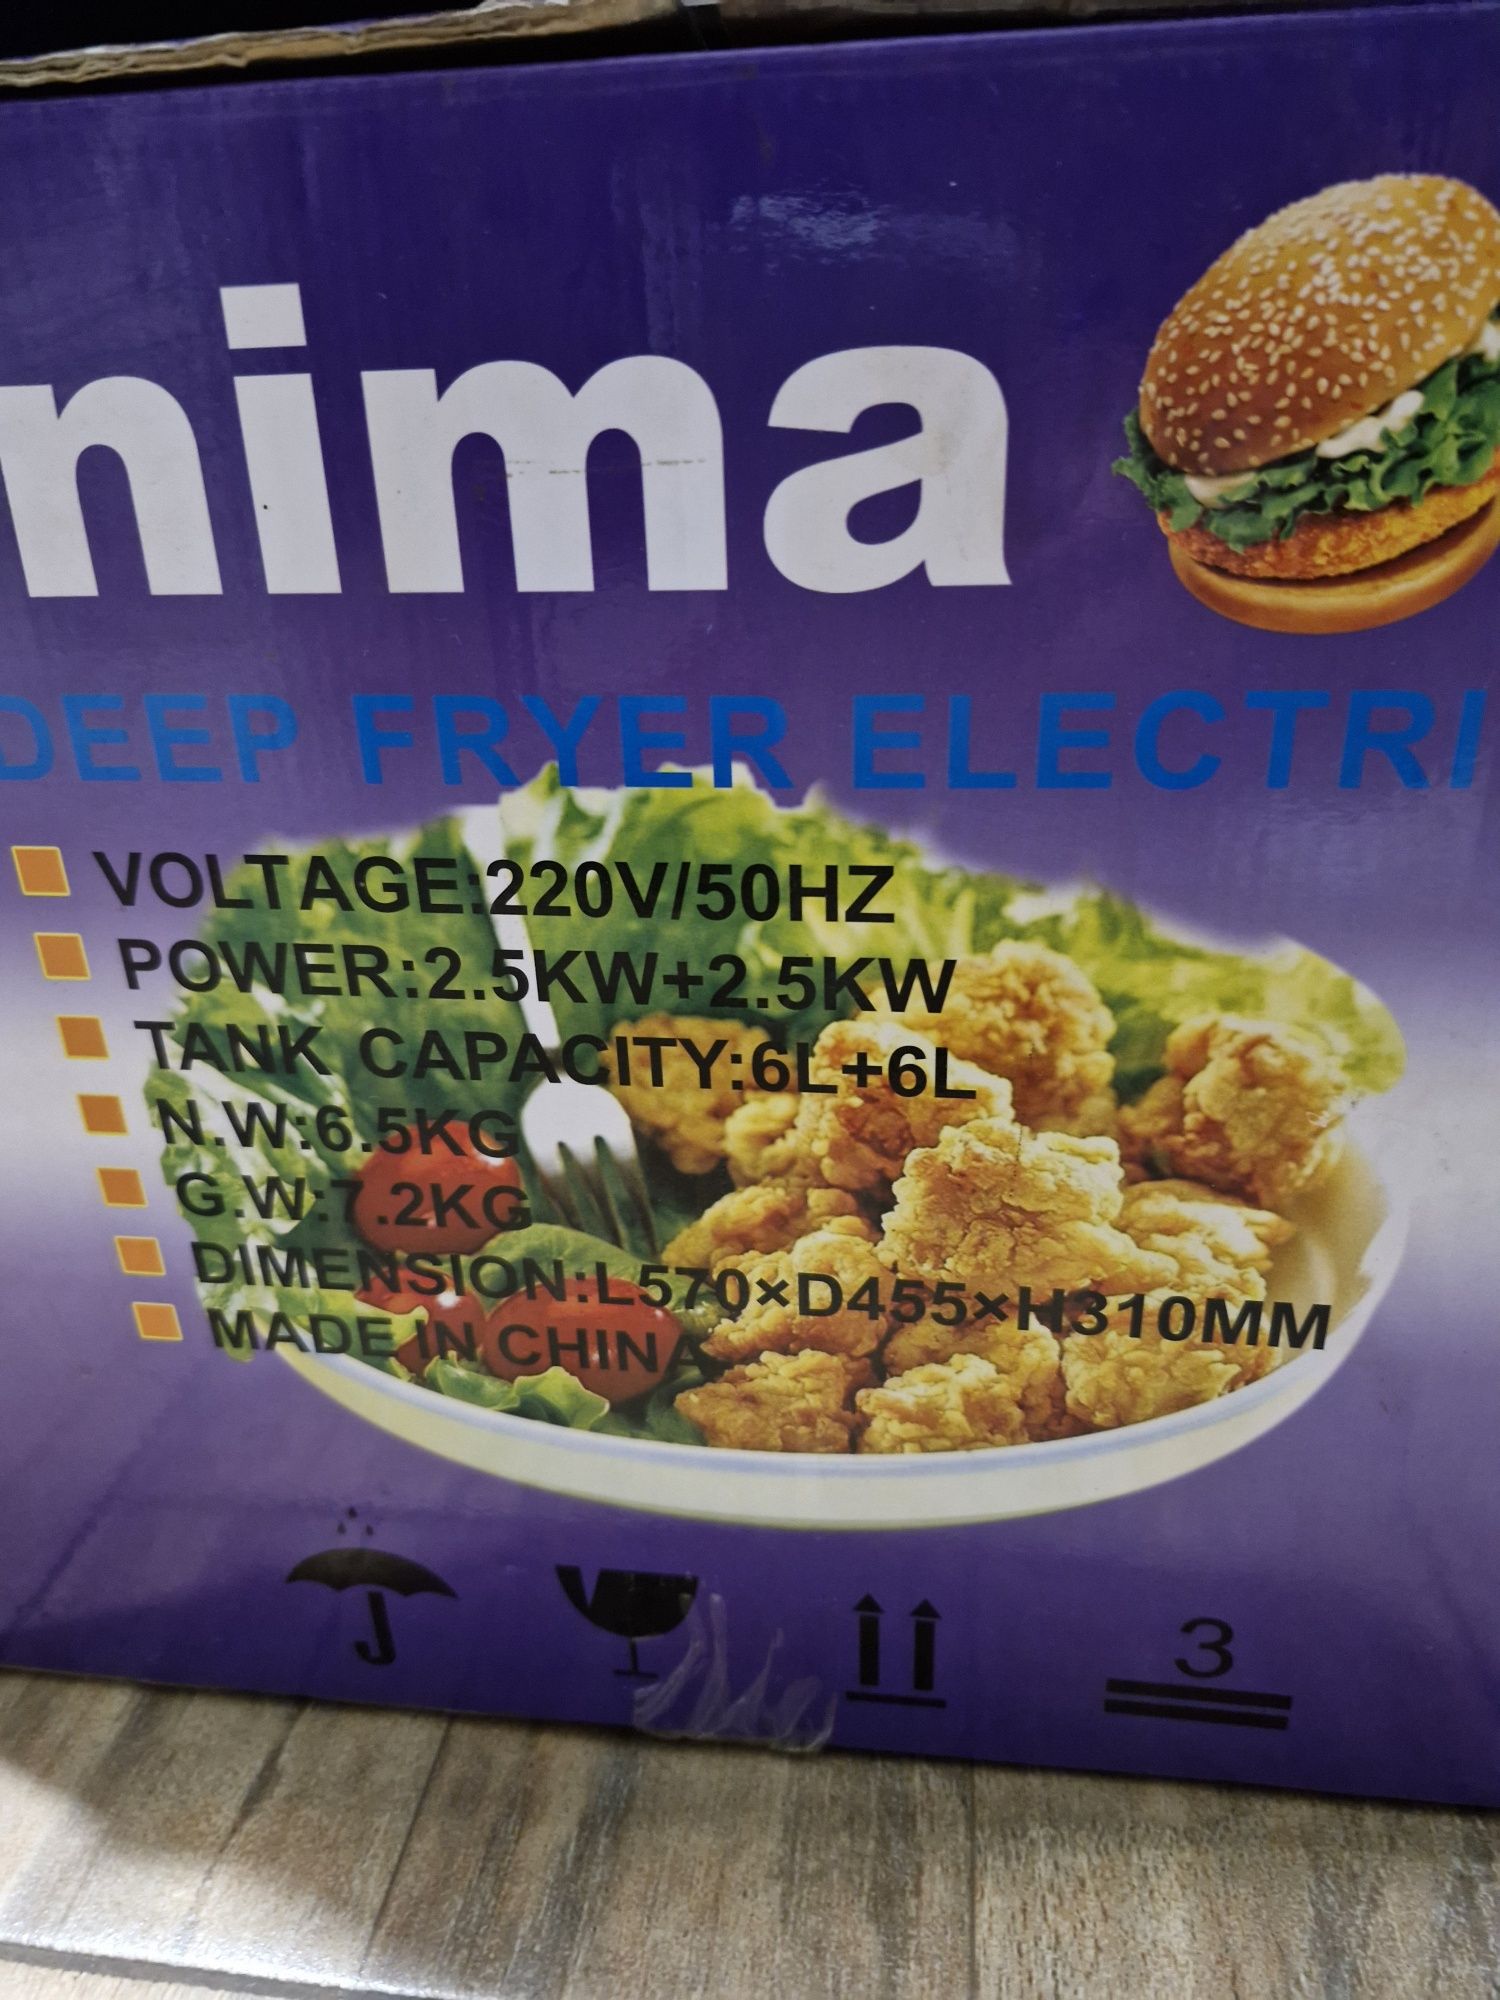 nima
DEEP FRYER ELECTRI
VOLTAGE:220V/50HZ
POWER:2.5KW+2.5KW
TANK CAPACITY:6L+6L
N.W:6.5KG
G.W:7.2KG
DIMENSION:L570×D455×H310MM
MADE IN CHINA
3